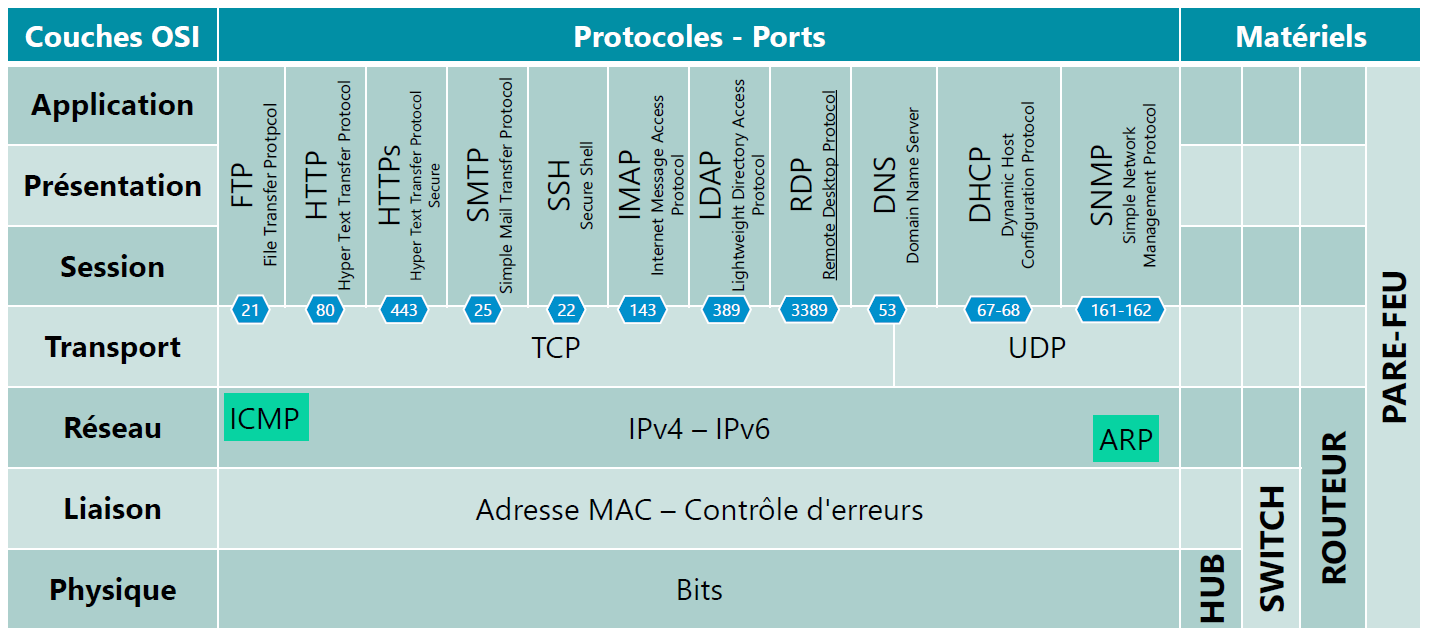 Couches OSI
Protocoles - Ports
Matériels
Application
Présentation
Session
FTP
File Transfer Protpcol
HTTP
Hyper Text Transfer Protocol
HTTPs
Hyper Text Transfer Protocol
Secure
SMTP
Simple Mail Transfer Protocol
SSH
Secure Shell
IMAP
Internet Message Access
Protocol
LDAP
Lightweight Directory Access
Protocol
RDP
Remote Desktop Protocol
DNS
Domain Name Server
DHCP
Dynamic Host
Configuration Protocol
SNMP
Simple Network
Management Protocol
21
80
443
25
22
143
389
3389
53
67-68
161-162
Transport
TCP
UDP
Réseau
ICMP
IPv4 – IPv6
ARP
Liaison
Adresse MAC – Contrôle d'erreurs
Physique
Bits
HUB
SWITCH
ROUTEUR
PARE-FEU